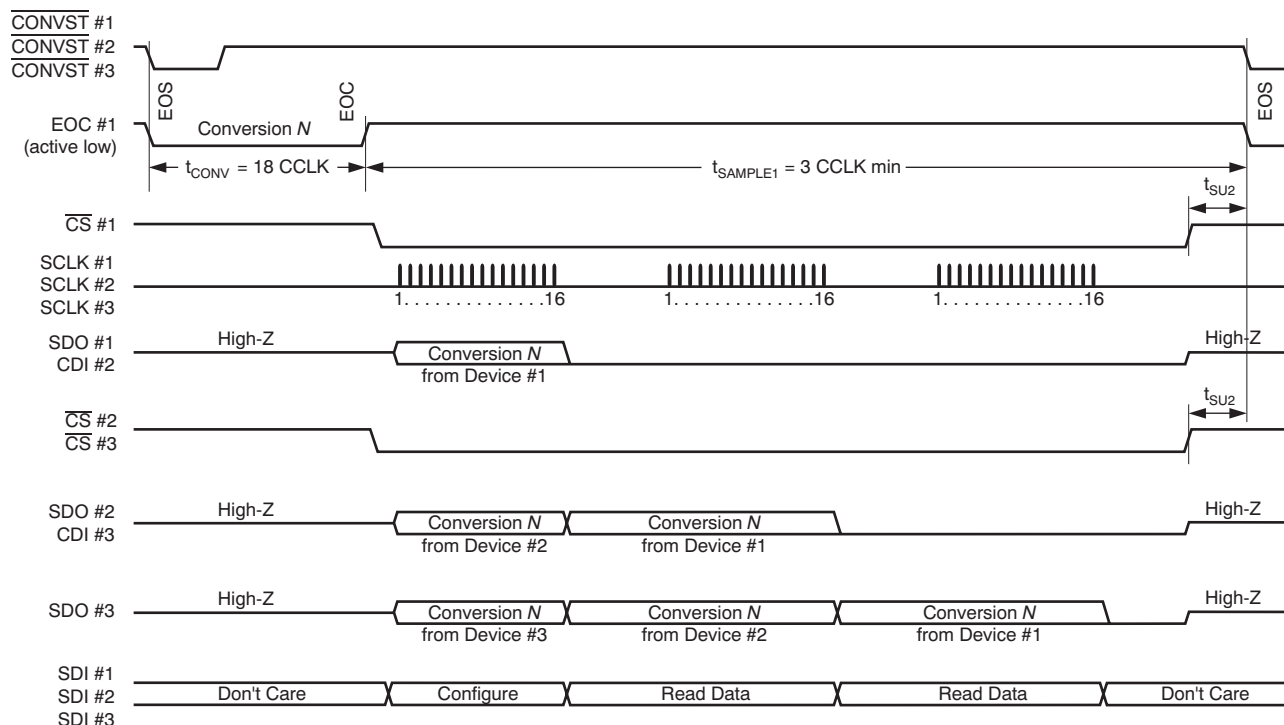 CONVST #1
CONVST #2
CONVST #3
EOS
EOC
EOS
EOC #1
(active low)
Conversion N
tCONV = 18 CCLK
tSAMPLE1 = 3 CCLK min
tSU2
CS #1
SCLK #1
SCLK #2
SCLK #3
1. . . . . . . . . . . . . .16
1. . . . . . . . . . . . . .16
1. . . . . . . . . . . . . .16
SDO #1
CDI #2
High-Z
Conversion N
from Device #1
High-Z
tSU2
CS #2
CS #3
SDO #2
CDI #3
High-Z
Conversion N
from Device #2
Conversion N
from Device #1
High-Z
SDO #3
High-Z
Conversion N
from Device #3
Conversion N
from Device #2
Conversion N
from Device #1
High-Z
SDI #1
SDI #2
SDI #3
Don't Care
Configure
Read Data
Read Data
Don't Care